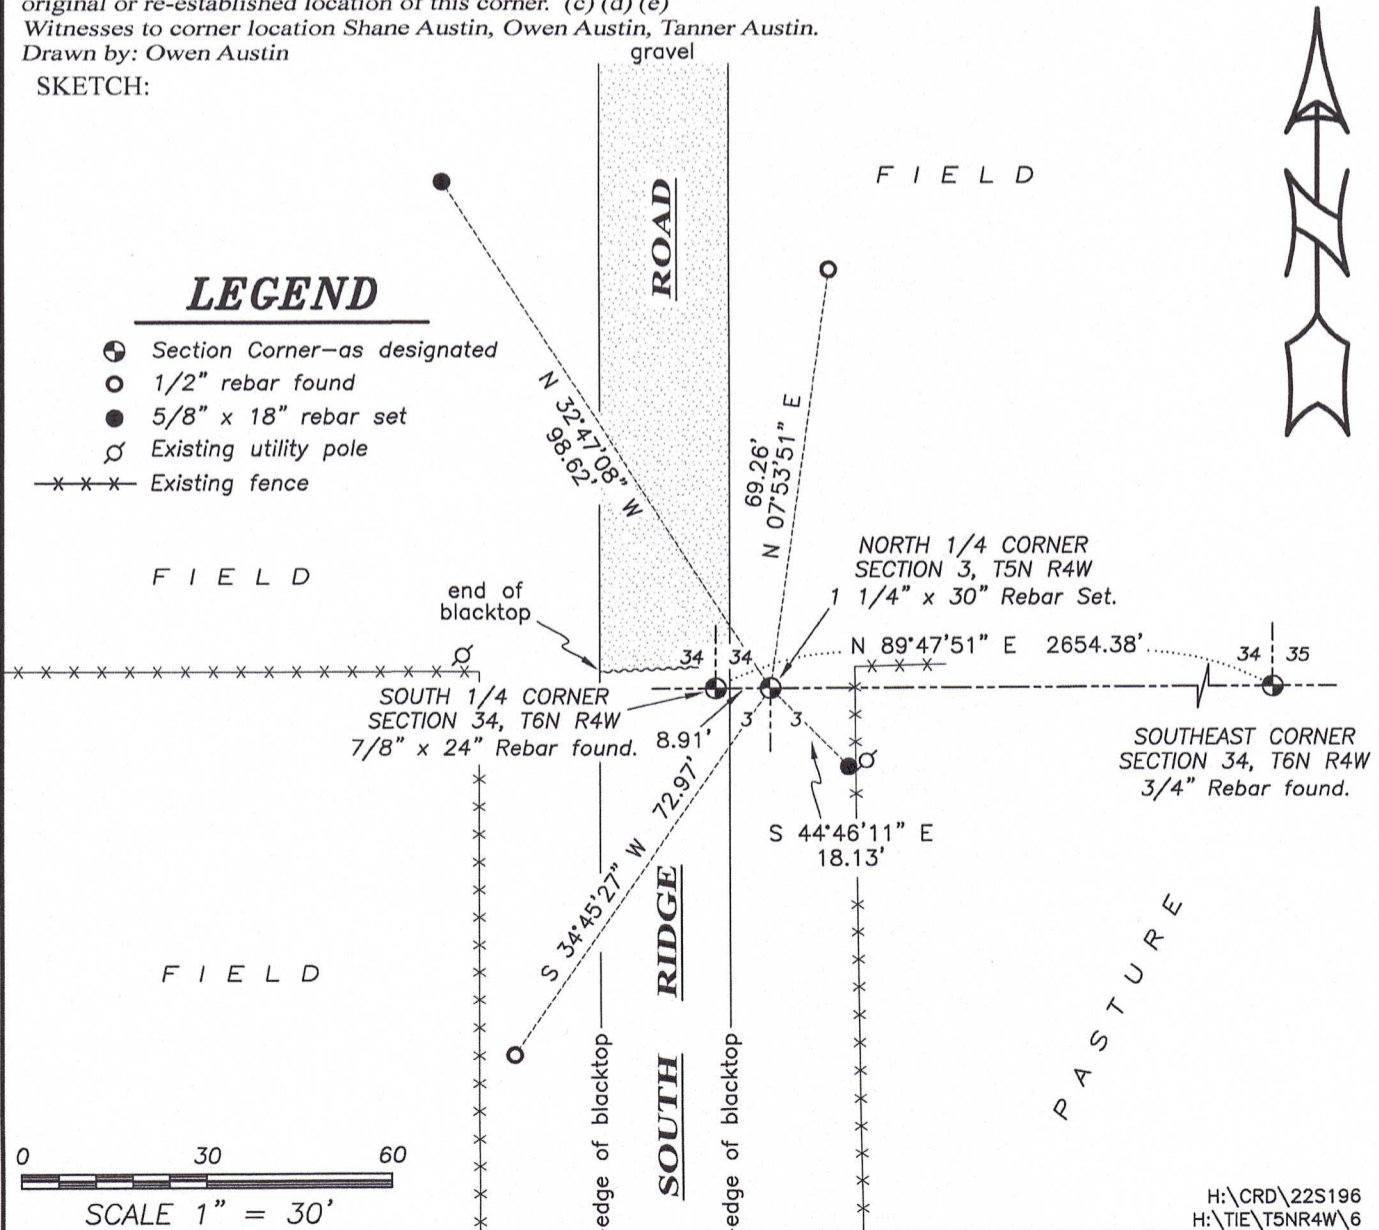 original or re-established location of this corner. (c) (d) (e)
Witnesses to corner location Shane Austin, Owen Austin, Tanner Austin.
Drawn by: Owen Austin
SKETCH:
gravel
FIELD
ROAD
N
LEGEND
Section Corner-as designated
1/2" rebar found
5/8" x 18" rebar set
Existing utility pole
Existing fence
N 32°47'08" W
98.62'
69.26'
N 07°53'51" E
NORTH 1/4 CORNER
SECTION 3, T5N R4W
1 1/4" x 30" Rebar Set.
FIELD
end of
blacktop
34 34
N 89°47'51" E 2654.38'
34 35
SOUTH 1/4 CORNER
SECTION 34, T6N R4W
7/8" x 24" Rebar found.
3 3
8.91'
SOUTHEAST CORNER
SECTION 34, T6N R4W
3/4" Rebar found.
S 44°46'11" E
18.13'
S 34°45'27" W 72.97'
FIELD
SOUTH RIDGE
PASTURE
edge of blacktop
edge of blacktop
0 30 60
SCALE 1" = 30'
H:\CRD\22S196
H:\TIE\T5NR4W\6